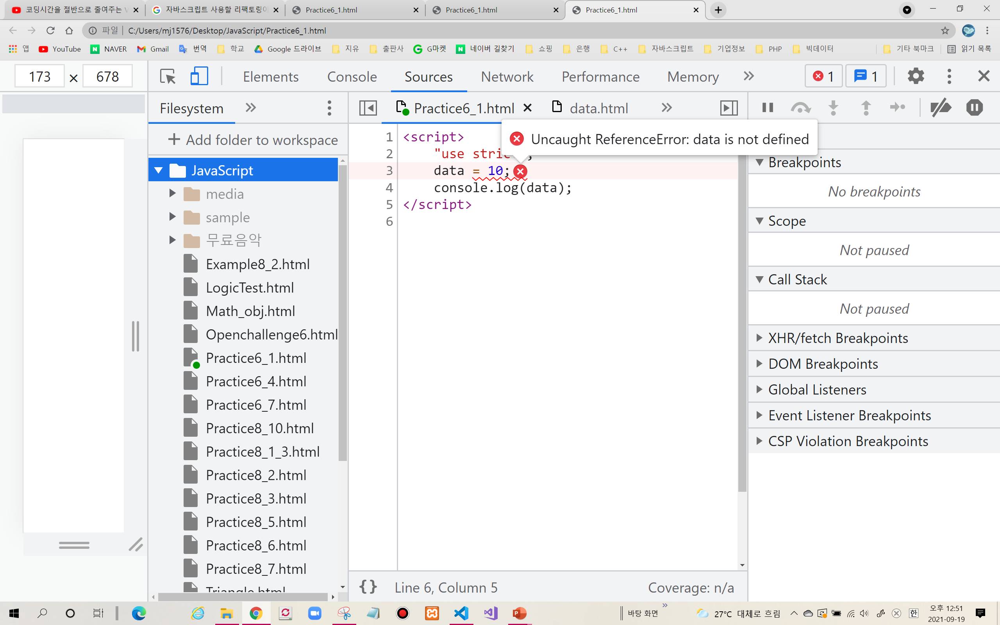 코딩시간을 절반으로 줄여주는 V
자바스크립트 사용할 리팩토링이
Practice6_1.html
Practice6_1.html
Practice6_1.html
파일 C:/Users/mj1576/Desktop/JavaScript/Practice6_1.html
앱 YouTube NAVER Gmail 번역 학교 Google 드라이브 지유 출판사 G마켓 네이버 길찾기 쇼핑 은행 C++ 자바스크립트 기업정보 PHP 빅데이터 기타 북마크 읽기 목록
173 × 678
Elements Console Sources Network Performance Memory 1 1
Filesystem
Practice6_1.html data.html
Add folder to workspace
JavaScript
media
sample
무료음악
Example8_2.html
LogicTest.html
Math_obj.html
Openchallenge6.html
Practice6_1.html
Practice6_4.html
Practice6_7.html
Practice8_10.html
Practice8_1_3.html
Practice8_2.html
Practice8_3.html
Practice8_5.html
Practice8_6.html
Practice8_7.html
Triangle.html
Uncaught ReferenceError: data is not defined
1 <script>
2 "use stric ;
3 data = 10;
4 console.log(data);
5 </script>
6
{} Line 6, Column 5 Coverage: n/a
Breakpoints
No breakpoints
Scope
Not paused
Call Stack
Not paused
XHR/fetch Breakpoints
DOM Breakpoints
Global Listeners
Event Listener Breakpoints
CSP Violation Breakpoints
바탕 화면
27℃ 대체로 흐림
한
오후 12:51
2021-09-19